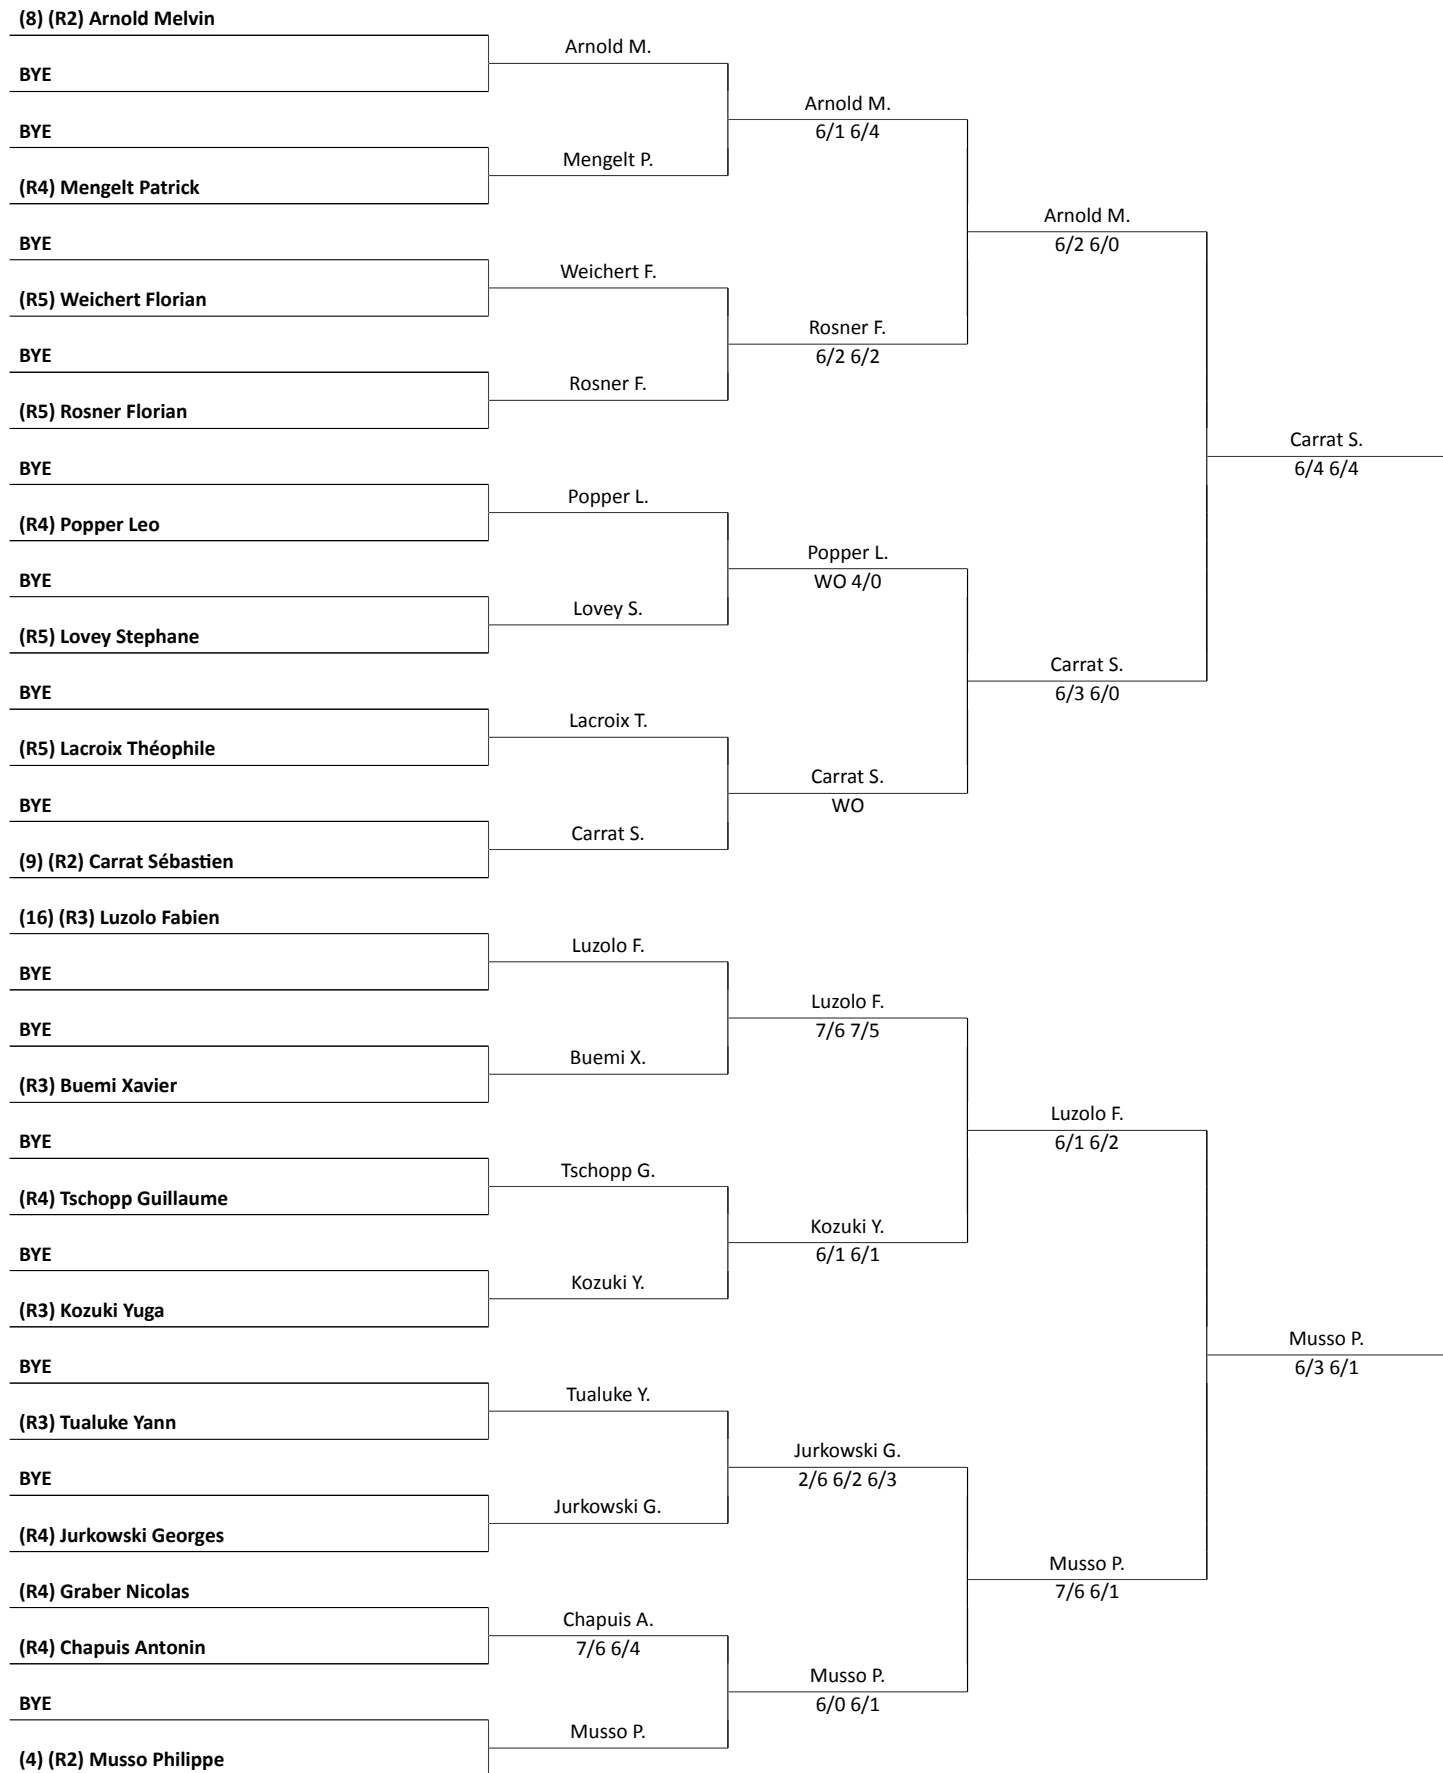 (8) (R2) Arnold Melvin
Arnold M.
BYE
Arnold M.
6/1 6/4
BYE
Mengelt P.
(R4) Mengelt Patrick
Arnold M.
6/2 6/0
BYE
Weichert F.
(R5) Weichert Florian
Rosner F.
6/2 6/2
BYE
Rosner F.
(R5) Rosner Florian
Carrat S.
6/4 6/4
BYE
Popper L.
(R4) Popper Leo
Popper L.
WO 4/0
BYE
Lovey S.
(R5) Lovey Stephane
Carrat S.
6/3 6/0
BYE
Lacroix T.
(R5) Lacroix Théophile
Carrat S.
WO
BYE
Carrat S.
(9) (R2) Carrat Sébastien
(16) (R3) Luzolo Fabien
Luzolo F.
BYE
Luzolo F.
7/6 7/5
BYE
Buemi X.
(R3) Buemi Xavier
Luzolo F.
6/1 6/2
BYE
Tschopp G.
(R4) Tschopp Guillaume
Kozuki Y.
6/1 6/1
BYE
Kozuki Y.
(R3) Kozuki Yuga
Musso P.
6/3 6/1
BYE
Tualuke Y.
(R3) Tualuke Yann
Jurkowski G.
2/6 6/2 6/3
BYE
Jurkowski G.
(R4) Jurkowski Georges
Musso P.
7/6 6/1
(R4) Graber Nicolas
Chapuis A.
7/6 6/4
(R4) Chapuis Antonin
Musso P.
6/0 6/1
BYE
Musso P.
(4) (R2) Musso Philippe